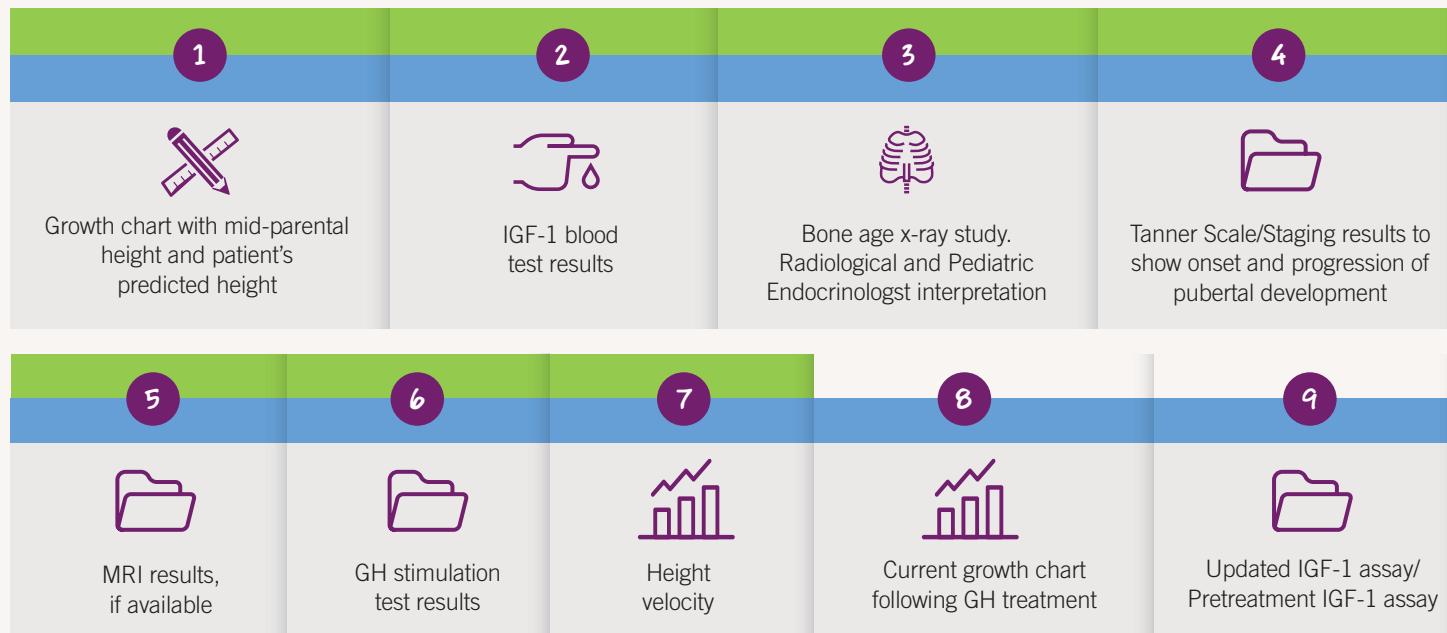 1
2
3
4
Growth chart with mid-parental
height and patient's
predicted height
IGF-1 blood
test results
Bone age x-ray study.
Radiological and Pediatric
Endocrinologst interpretation
Tanner Scale/Staging results to
show onset and progression of
pubertal development
5
6
7
8
9
MRI results,
if available
GH stimulation
test results
Height
velocity
Current growth chart
following GH treatment
Updated IGF-1 assay/
Pretreatment IGF-1 assay